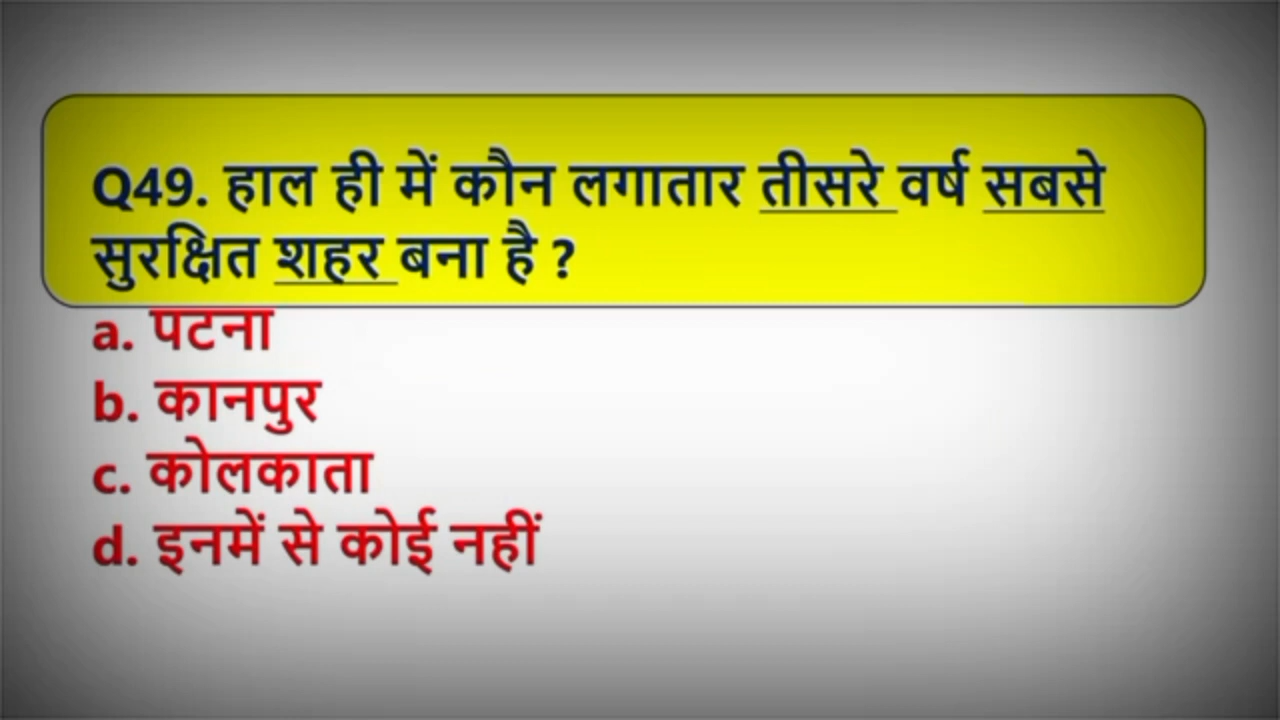 Q49. हाल ही में कौन लगातार तीसरे वर्ष सबसे
सुरक्षित शहर बना है ?
a. पटना
b. कानपुर
c. कोलकाता
d. इनमें से कोई नहीं